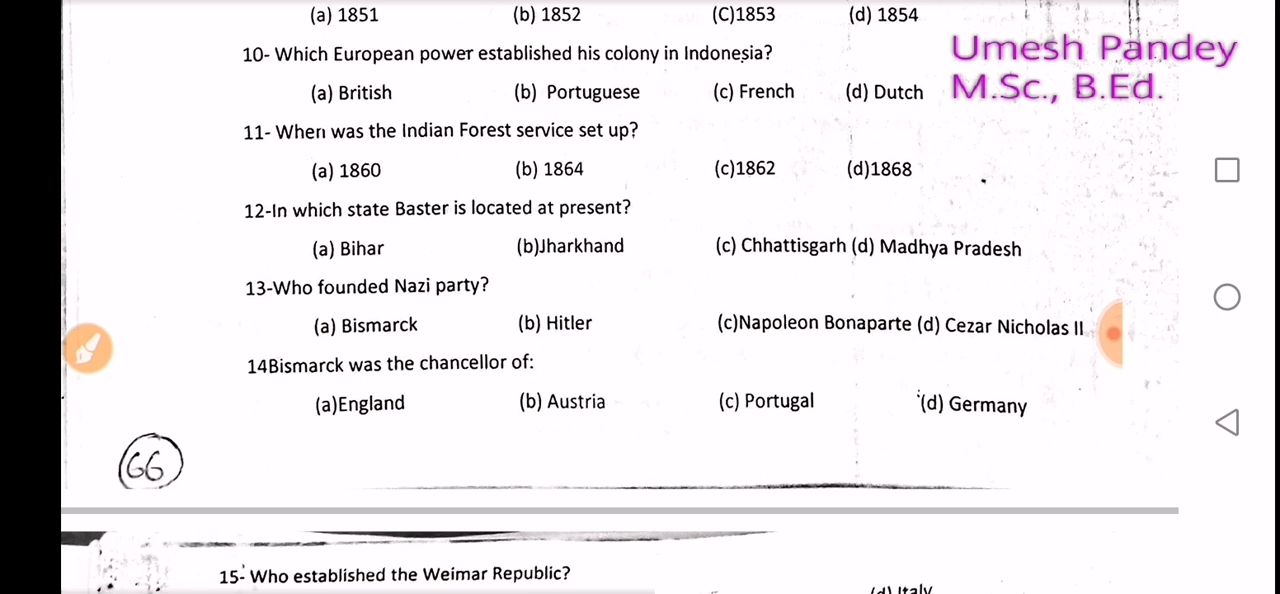 (a) 1851 (b) 1852 (C)1853 (d) 1854
10- Which European power established his colony in Indonesia?
(a) British (b) Portuguese (c) French (d) Dutch
Umesh Pandey
M.Sc., B.Ed.
11- When was the Indian Forest service set up?
(a) 1860 (b) 1864 (c)1862 (d)1868
12-In which state Baster is located at present?
(a) Bihar (b)Jharkhand (c) Chhattisgarh (d) Madhya Pradesh
13-Who founded Nazi party?
(a) Bismarck (b) Hitler (c)Napoleon Bonaparte (d) Cezar Nicholas II
14Bismarck was the chancellor of:
(a)England (b) Austria (c) Portugal (d) Germany
66
15- Who established the Weimar Republic?
(d) Italy